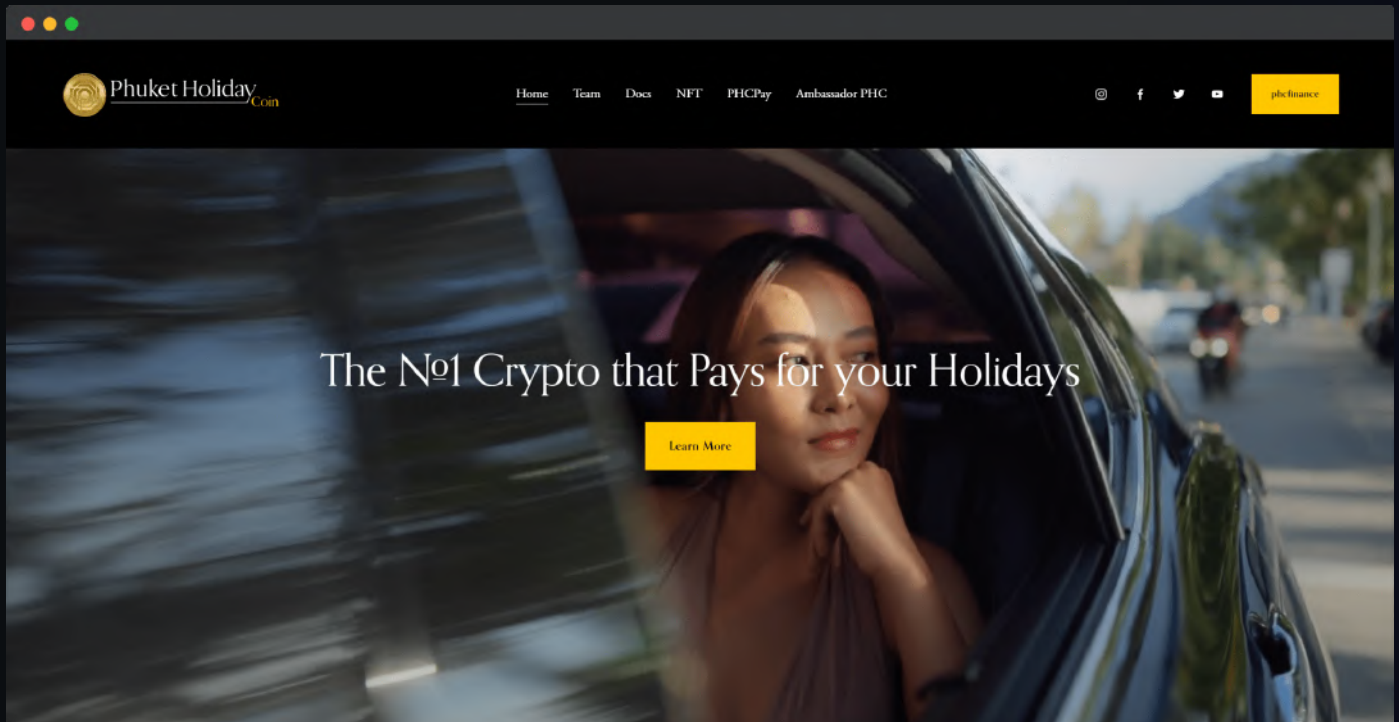 Phuket Holiday
Coin
Home Team Docs NFT PHCPay Ambassador PHC
phcfinance
The №1 Crypto that Pays for your Holidays
Learn More